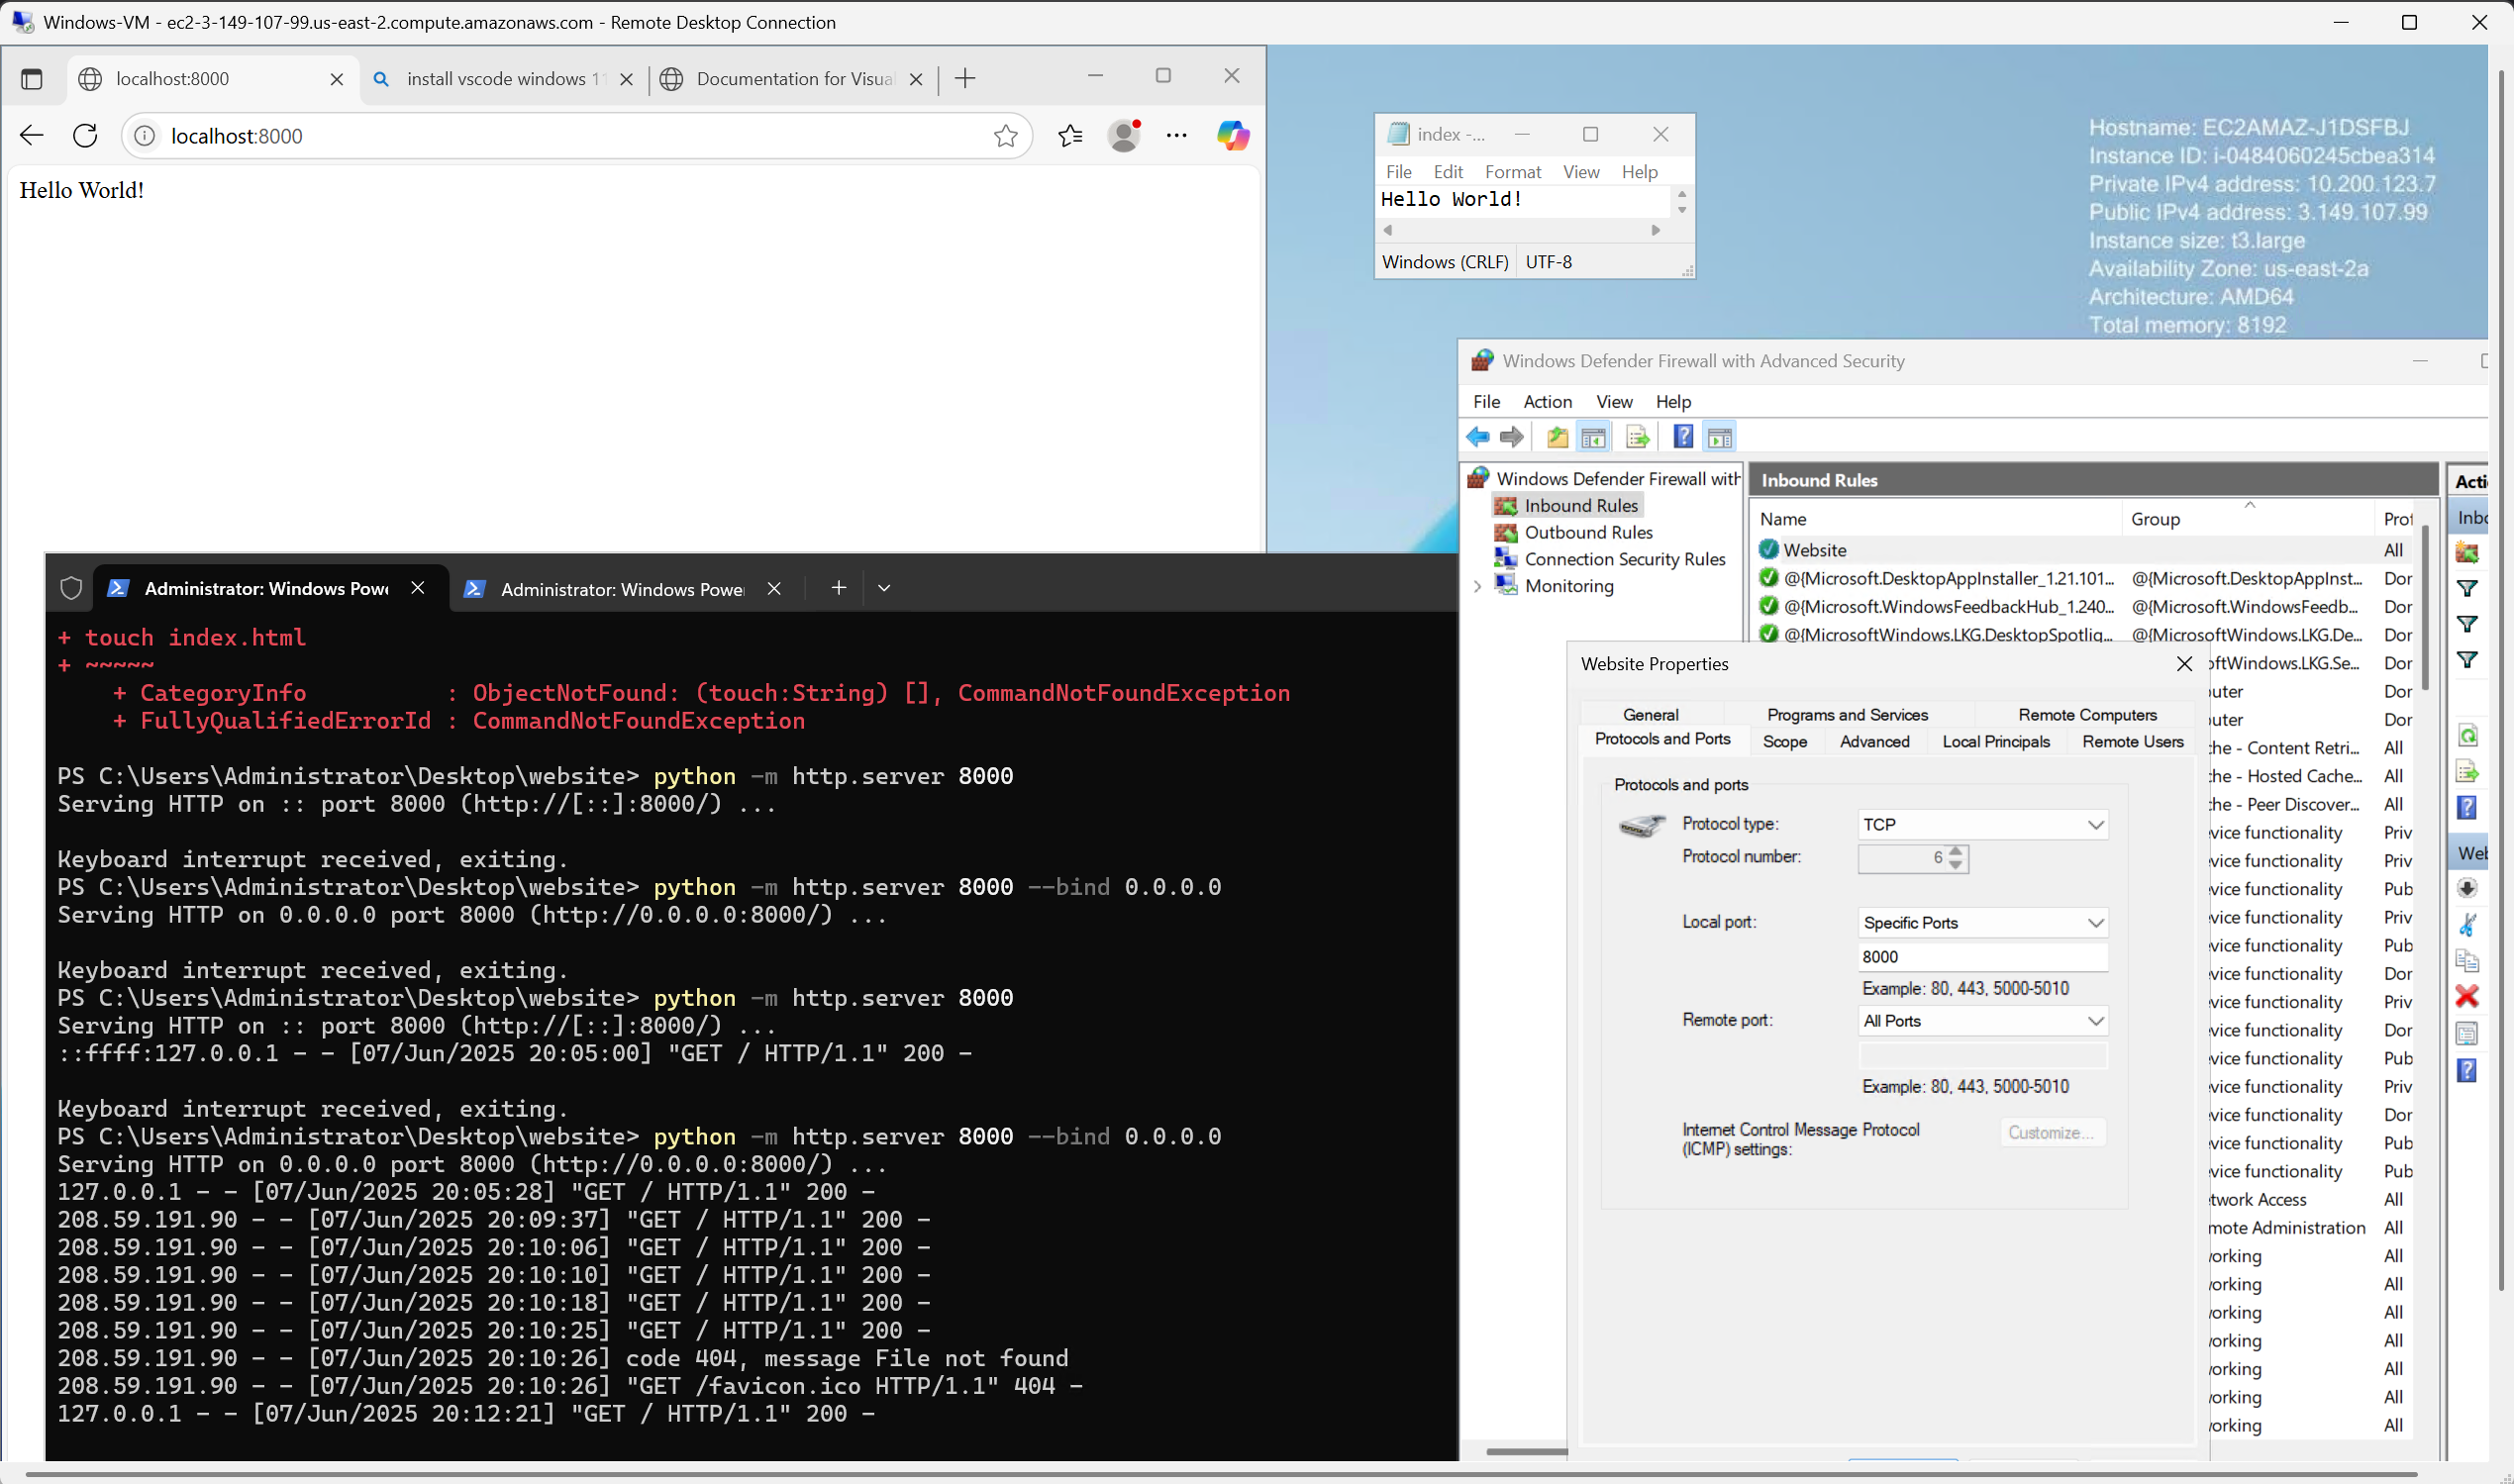 Windows-VM - ec2-3-149-107-99.us-east-2.compute.amazonaws.com - Remote Desktop Connection
localhost:8000
install vscode windows 11
Documentation for Visua
localhost:8000
Hello World!
index -...
File Edit Format View Help
Hello World!
Windows (CRLF) UTF-8
Hostname: EC2AMAZ-J1DSFBJ
Instance ID: i-0484060245cbea314
Private IPv4 address: 10.200.123.7
Public IPv4 address: 3.149.107.99
Instance size: t3.large
Availability Zone: us-east-2a
Architecture: AMD64
Total memory: 8192
Administrator: Windows Powe
Administrator: Windows Power
+ touch index.html
+ ~~~~~
+ CategoryInfo : ObjectNotFound: (touch:String) [], CommandNotFoundException
+ FullyQualifiedErrorId : CommandNotFoundException
PS C:\Users\Administrator\Desktop\website> python -m http.server 8000
Serving HTTP on :: port 8000 (http://[::]:8000/) ...
Keyboard interrupt received, exiting.
PS C:\Users\Administrator\Desktop\website> python -m http.server 8000 --bind 0.0.0.0
Serving HTTP on 0.0.0.0 port 8000 (http://0.0.0.0:8000/) ...
Keyboard interrupt received, exiting.
PS C:\Users\Administrator\Desktop\website> python -m http.server 8000
Serving HTTP on :: port 8000 (http://[::]:8000/) ...
::ffff:127.0.0.1 - - [07/Jun/2025 20:05:00] "GET / HTTP/1.1" 200 -
Keyboard interrupt received, exiting.
PS C:\Users\Administrator\Desktop\website> python -m http.server 8000 --bind 0.0.0.0
Serving HTTP on 0.0.0.0 port 8000 (http://0.0.0.0:8000/) ...
127.0.0.1 - - [07/Jun/2025 20:05:28] "GET / HTTP/1.1" 200 -
208.59.191.90 - - [07/Jun/2025 20:09:37] "GET / HTTP/1.1" 200 -
208.59.191.90 - - [07/Jun/2025 20:10:06] "GET / HTTP/1.1" 200 -
208.59.191.90 - - [07/Jun/2025 20:10:10] "GET / HTTP/1.1" 200 -
208.59.191.90 - - [07/Jun/2025 20:10:18] "GET / HTTP/1.1" 200 -
208.59.191.90 - - [07/Jun/2025 20:10:25] "GET / HTTP/1.1" 200 -
208.59.191.90 - - [07/Jun/2025 20:10:26] code 404, message File not found
208.59.191.90 - - [07/Jun/2025 20:10:26] "GET /favicon.ico HTTP/1.1" 404 -
127.0.0.1 - - [07/Jun/2025 20:12:21] "GET / HTTP/1.1" 200 -
Windows Defender Firewall with Advanced Security
File Action View Help
Windows Defender Firewall with
Inbound Rules
Outbound Rules
Connection Security Rules
Monitoring
Inbound Rules
Name Group Prof
Website All
@{Microsoft.DesktopAppInstaller_1.21.101... @{Microsoft.DesktopAppInst... Dor
@{Microsoft.WindowsFeedbackHub_1.240... @{Microsoft.WindowsFeedb... Dor
@{MicrosoftWindows.LKG.DesktopSpotlig... @{MicrosoftWindows.LKG.De... Dor
oftWindows.LKG.Se... Dor
uter Dor
uter Dor
he - Content Retri... All
he - Hosted Cache... All
he - Peer Discover... All
vice functionality Priv
vice functionality Priv
vice functionality Pub
vice functionality Priv
vice functionality Pub
vice functionality Dor
vice functionality Priv
vice functionality Dor
vice functionality Pub
vice functionality Priv
vice functionality Dor
vice functionality Pub
vice functionality Pub
twork Access All
mote Administration All
orking All
orking All
orking All
orking All
orking All
orking All
orking All
Acti
Inbo
Web
Website Properties
General Programs and Services Remote Computers
Protocols and Ports Scope Advanced Local Principals Remote Users
Protocols and ports
Protocol type: TCP
Protocol number: 6
Local port: Specific Ports
8000
Example: 80, 443, 5000-5010
Remote port: All Ports
Example: 80, 443, 5000-5010
Internet Control Message Protocol
(ICMP) settings:
Customize...